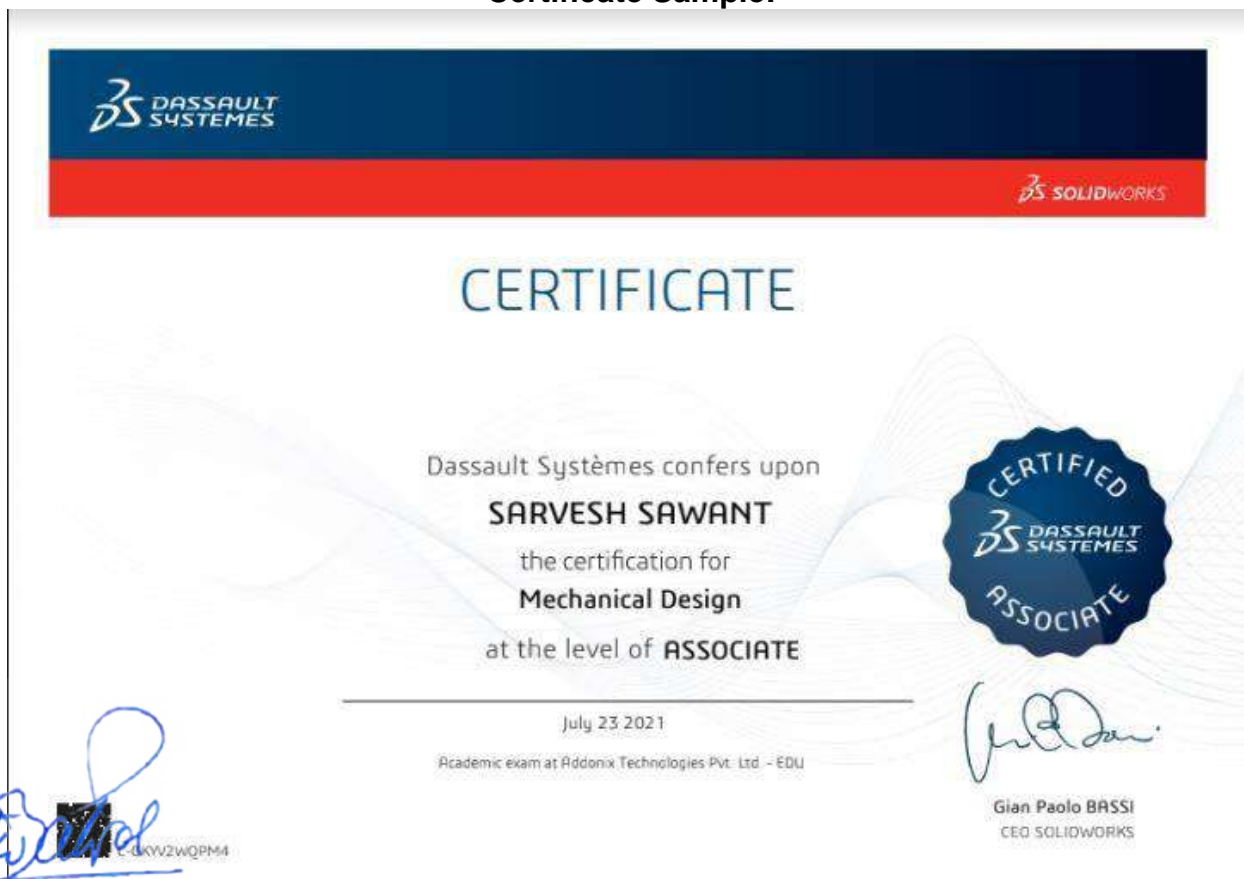 Certificate Sample:
DASSAULT
SYSTEMES
SOLIDWORKS
CERTIFICATE
Dassault Systèmes confers upon
SARVESH SAWANT
the certification for
Mechanical Design
at the level of ASSOCIATE
July 23 2021
Academic exam at Addonix Technologies Pvt. Ltd. - EDU
CERTIFIED
DASSAULT
SYSTEMES
ASSOCIATE
Gian Paolo BASSI
CEO SOLIDWORKS